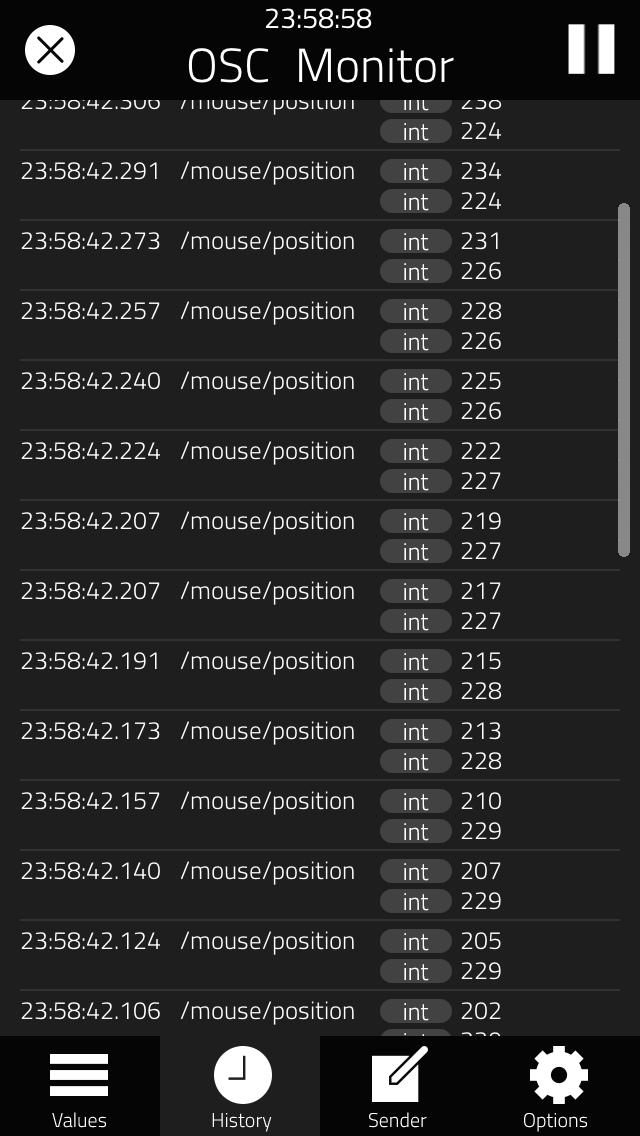 23:58:58
OSC Monitor
23:58:42.306 /mouse/position int 238
int 224
23:58:42.291 /mouse/position int 234
int 224
23:58:42.273 /mouse/position int 231
int 226
23:58:42.257 /mouse/position int 228
int 226
23:58:42.240 /mouse/position int 225
int 226
23:58:42.224 /mouse/position int 222
int 227
23:58:42.207 /mouse/position int 219
int 227
23:58:42.207 /mouse/position int 217
int 227
23:58:42.191 /mouse/position int 215
int 228
23:58:42.173 /mouse/position int 213
int 228
23:58:42.157 /mouse/position int 210
int 229
23:58:42.140 /mouse/position int 207
int 229
23:58:42.124 /mouse/position int 205
int 229
23:58:42.106 /mouse/position int 202
int
Values History Sender Options